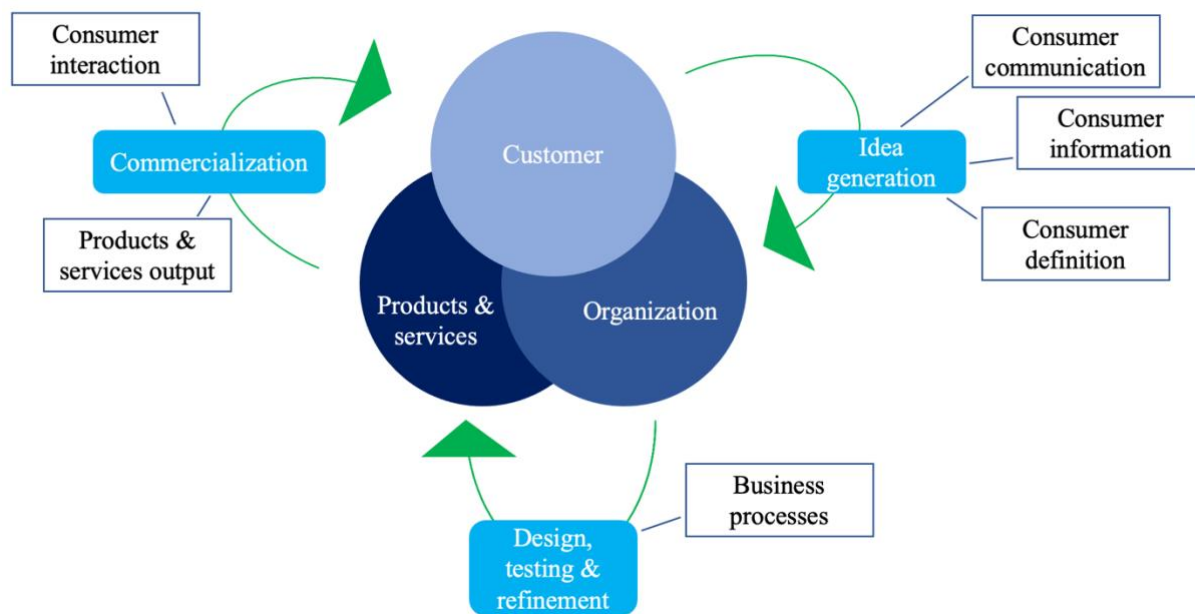 Consumer
interaction
Commercialization
Products &
services output
Customer
Products &
services
Organization
Consumer
communication
Idea
generation
Consumer
information
Consumer
definition
Business
processes
Design,
testing &
refinement